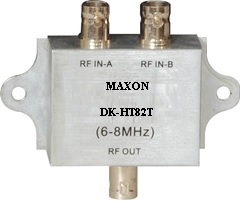 RF IN-A RF IN-B
MAXON
DK-HT82T
(6-8MHz)
RF OUT